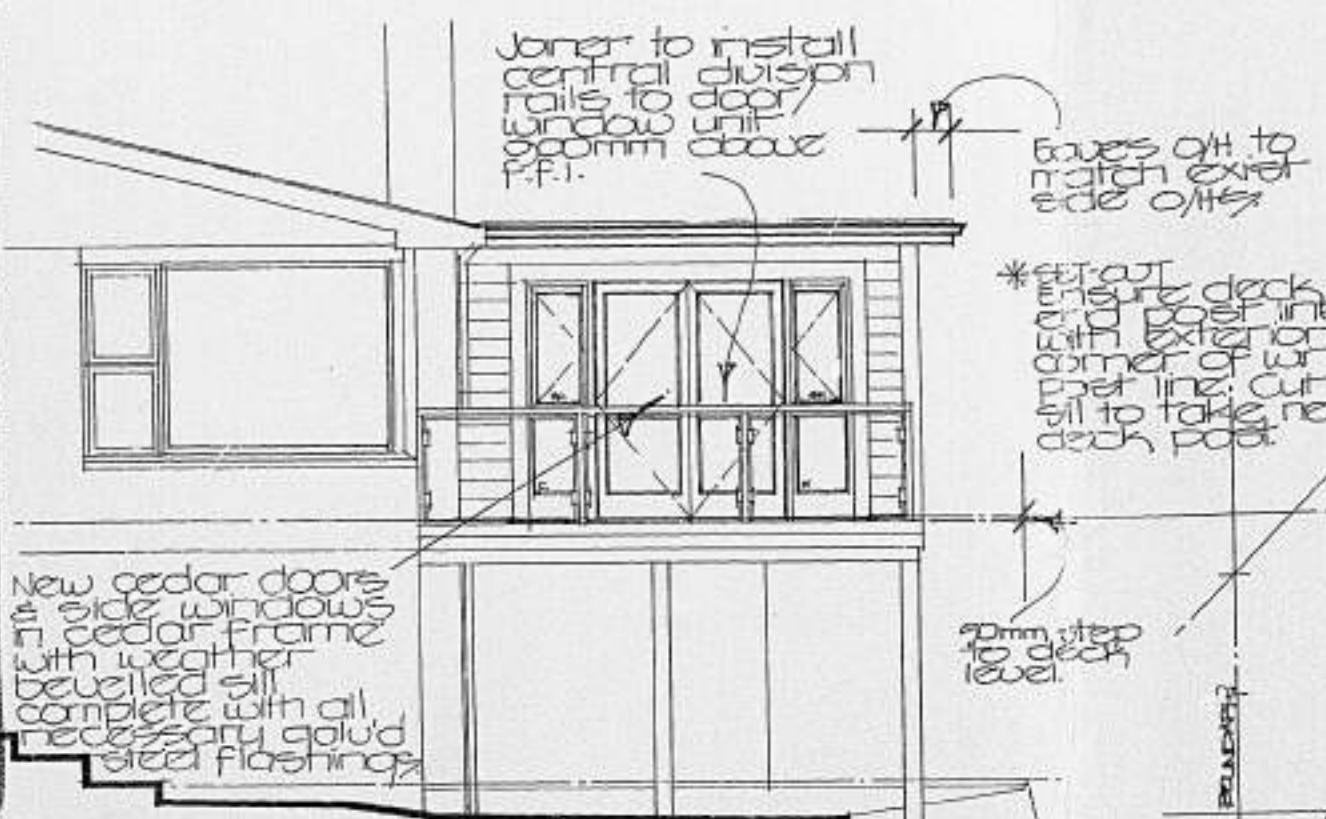 Joiner to install
central division
rails to door
window unit
900mm above
F.F.l.
Eaves O/H to
match exist
side O/H's
* SET-OUT
Ensure deck
end post line
with exterior
corner of
post line. Cut
sill to take
deck post.
New cedar doors
& side windows
in cedar frame
with weather
bevelled sill
complete with all
necessary galv'd
steel flashings
step
to deck
level.
BOUNDARY